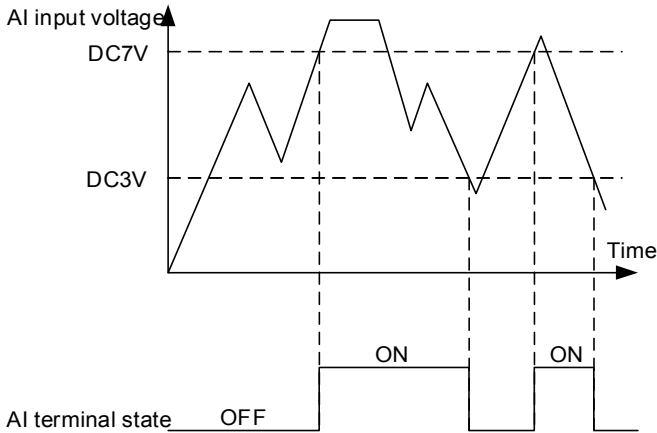 AI input voltage
DC7V
DC3V
Time
ON
ON
AI terminal state
OFF